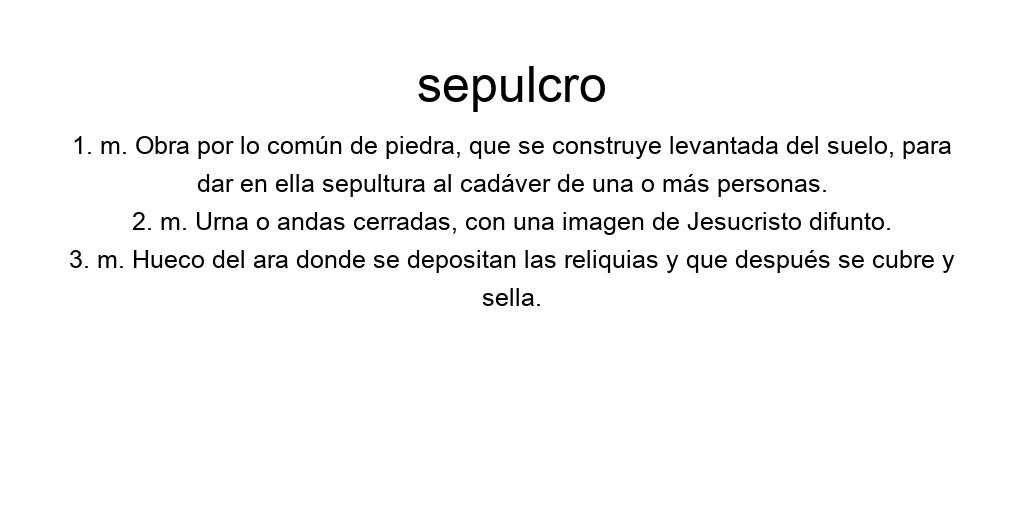 sepulcro
1. m. Obra por lo común de piedra, que se construye levantada del suelo, para
dar en ella sepultura al cadáver de una o más personas.
2. m. Urna o andas cerradas, con una imagen de Jesucristo difunto.
3. m. Hueco del ara donde se depositan las reliquias y que después se cubre y
sella.